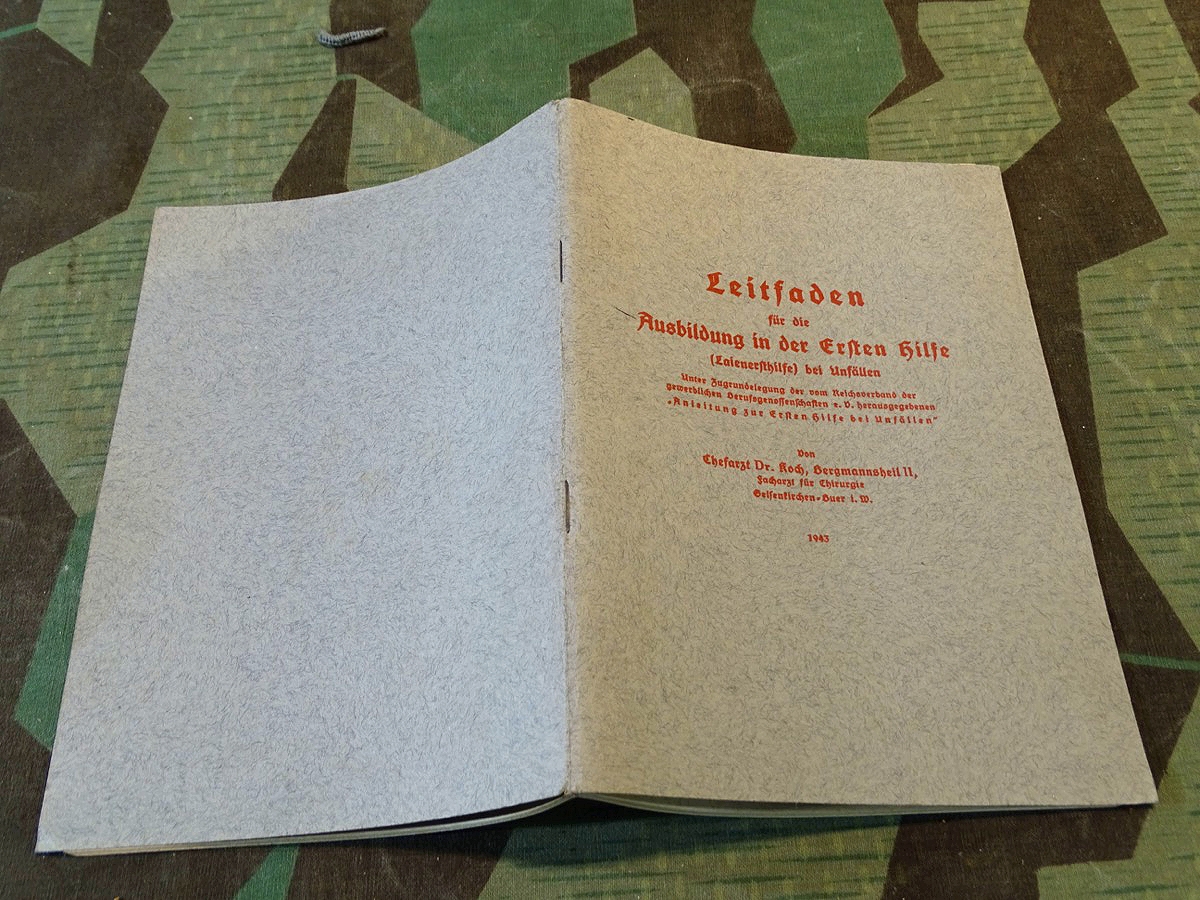 Leitfaden
für die
Ausbildung in der Ersten Hilfe
(Laienersthilfe) bei Unfällen
Unter Zugrundelegung der vom Reichsverband der
gewerblichen Berufsgenossenschaften e. V. herausgegebenen
„Anleitung zur Ersten Hilfe bei Unfällen“
Von
Chefarzt Dr. Koch, Bergmannsheil II,
Facharzt für Chirurgie
Gelsenkirchen-Buer i. W.
1943